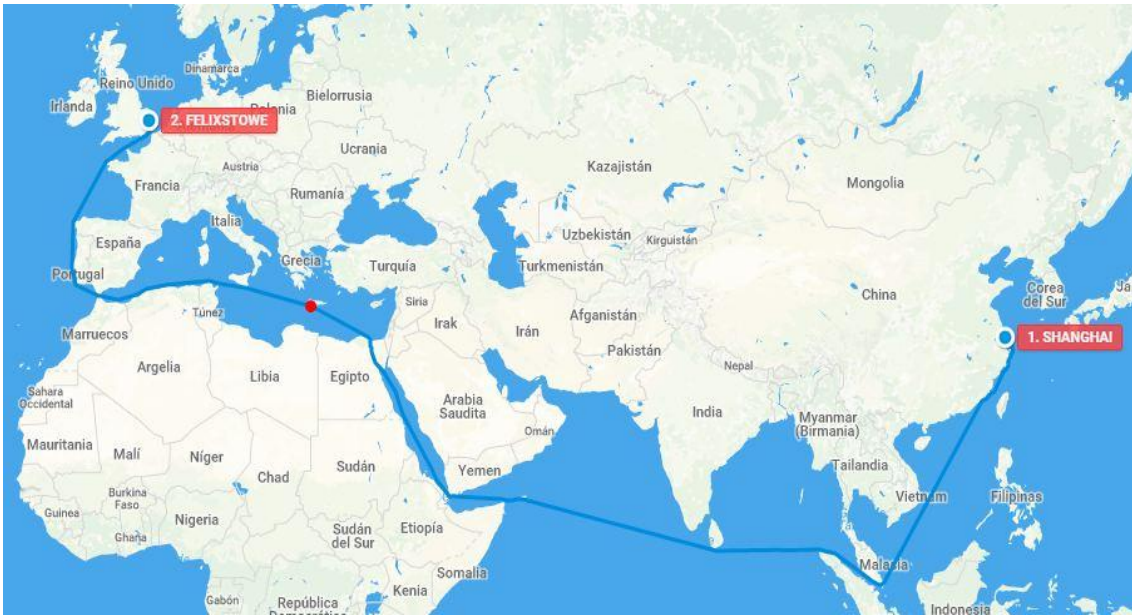 Dinamarca
Reino Unido
Irlanda
Polonia
Bielorrusia
2. FELIXSTOWE
Ucrania
Austria
Francia
Rumanía
Kazajistán
Mongolia
Italia
España
Uzbekistán
Kirguistán
Grecia
Turquía
Turkmenistán
Portugal
Siria
China
Corea
del Sur
Túnez
Afganistán
Irak
Irán
Marruecos
1. SHANGHAI
Pakistán
Argelia
Nepal
Libia
Egipto
Sahara
Occidental
Arabia
Saudita
India
Myanmar
(Birmania)
Omán
Mauritania
Malí
Níger
Sudán
Yemen
Tailandia
Chad
Burkina
Faso
Vietnam
Filipinas
Guinea
Nigeria
Etiopía
Ghana
Sudán
del Sur
Somalia
Malasia
Kenia
Gabón
República
Indonesia